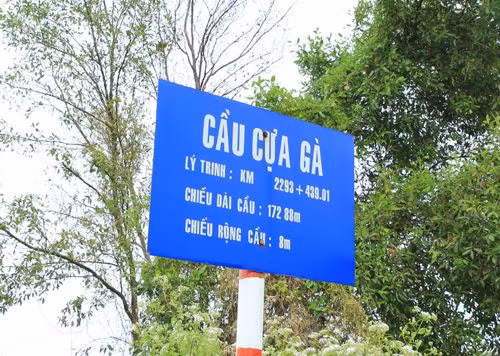 CẦU CỰA GÀ
LÝ TRÌNH : KM 2293 + 439.01
CHIỀU DÀI CẦU : 172 88m
CHIỀU RỘNG CẦU : 8m